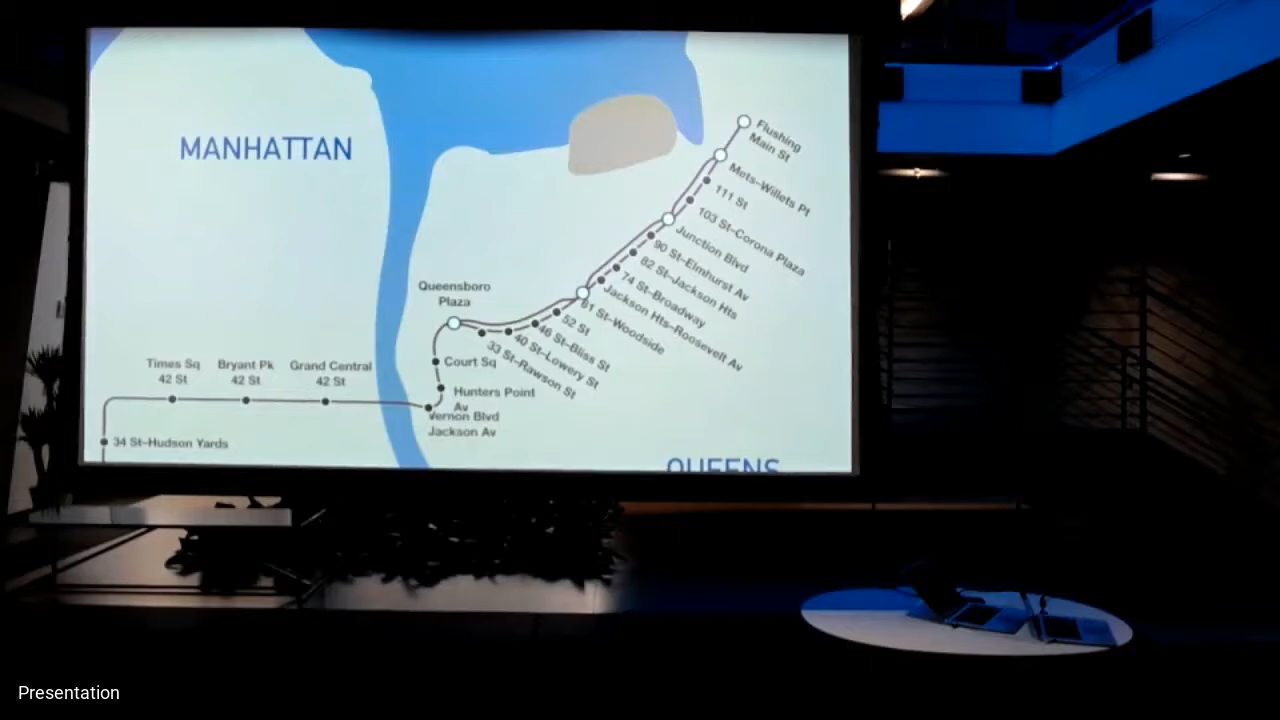 MANHATTAN
Flushing
Main St
Mets–Willets Pt
111 St
103 St–Corona Plaza
Junction Blvd
90 St–Elmhurst Av
82 St–Jackson Hts
74 St–Broadway
Jackson Hts–Roosevelt Av
61 St–Woodside
52 St
46 St–Bliss St
40 St–Lowery St
33 St–Rawson St
Queensboro
Plaza
Court Sq
Hunters Point
Av
Vernon Blvd
Jackson Av
Grand Central
42 St
Bryant Pk
42 St
Times Sq
42 St
34 St–Hudson Yards
QUEENS
Presentation